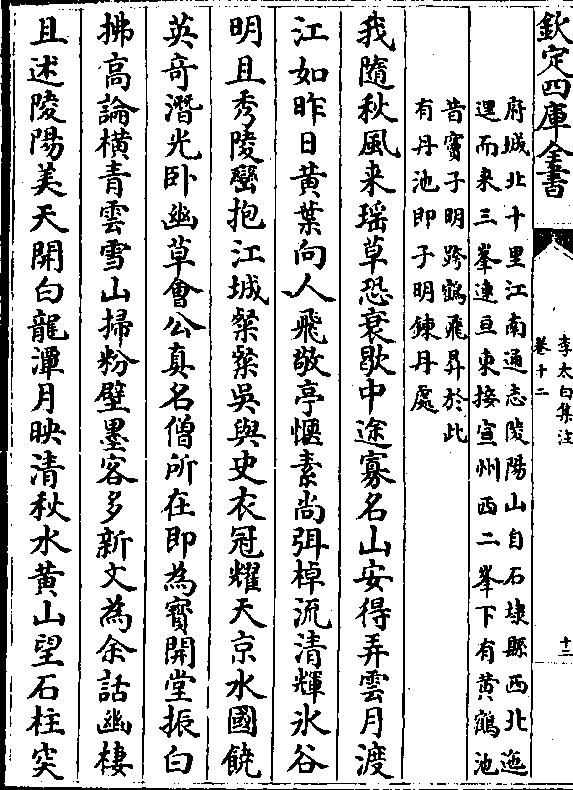 欽定四庫全書
李太白集注
卷十二
十二
府城北十里江南通志陵陽山自石埭縣西北迤
而来三峯連亘東接宣州西二峯下有黄鶴池
昔竇子明跨鶴飛昇於此
有丹池即子明鍊丹處
我隨秋風来瑶草恐衰歇中途寡名山安得弄雲月渡
江如昨日黄葉向人飛敬亭愜素尚弭棹流清輝氷谷
明且秀陵巒抱江城粲粲吳與史衣冠耀天京水國饒
英奇潛光卧幽草會公真名僧所在即為寳開堂振白
拂高論横青雲雪山掃粉壁墨客多新文為余話幽棲
且述陵陽美天開白龍潭月映清秋水黄山望石柱突